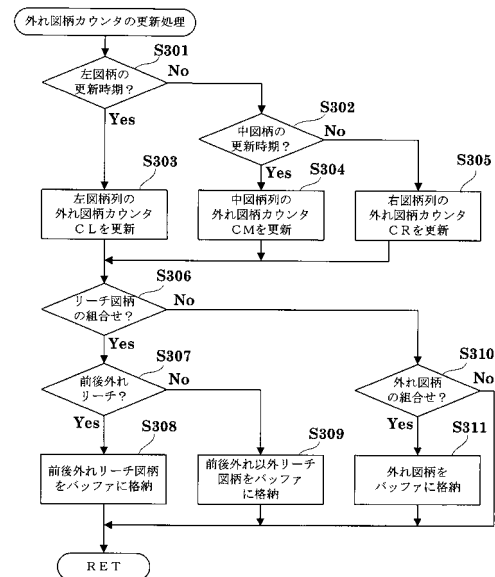 外れ図柄カウンタの更新処理
S301
左図柄の
更新時期？
No
Yes
S302
中図柄の
更新時期？
No
Yes
S303
左図柄列の
外れ図柄カウンタ
ＣＬを更新
S304
中図柄列の
外れ図柄カウンタ
ＣＭを更新
S305
右図柄列の
外れ図柄カウンタ
ＣＲを更新
S306
リーチ図柄
の組合せ？
No
Yes
S307
前後外れ
リーチ？
No
Yes
S310
外れ図柄
の組合せ？
No
Yes
S308
前後外れリーチ図柄
をバッファに格納
S309
前後外れ以外リーチ
図柄をバッファ
に格納
S311
外れ図柄を
バッファに格納
ＲＥＴ